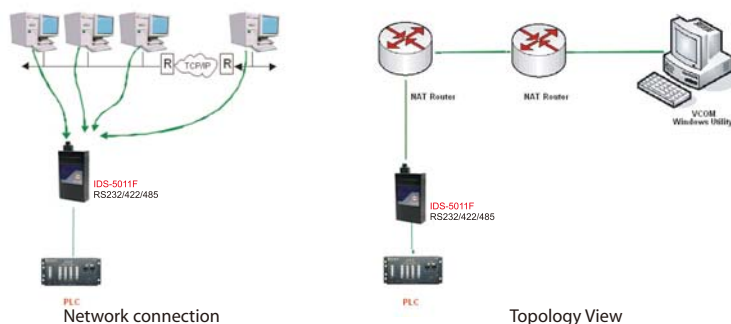 R
TCP/IP
R
IDS-5011F
RS232/422/485
PLC
Network connection
NAT Router
NAT Router
VCOM
Windows Utility
IDS-5011F
RS232/422/485
PLC
Topology View